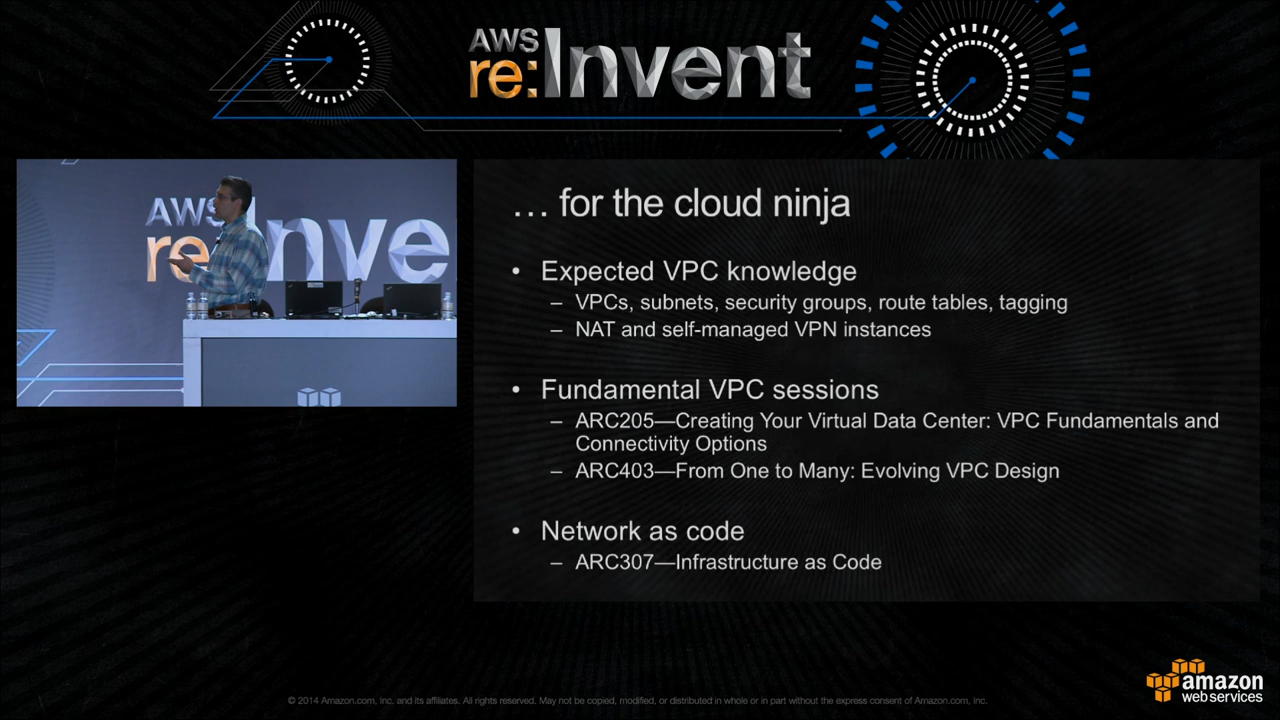 AWS
re:Invent
AWS
re:Inve
… for the cloud ninja
• Expected VPC knowledge
– VPCs, subnets, security groups, route tables, tagging
– NAT and self-managed VPN instances
• Fundamental VPC sessions
– ARC205—Creating Your Virtual Data Center: VPC Fundamentals and
Connectivity Options
– ARC403—From One to Many: Evolving VPC Design
• Network as code
– ARC307—Infrastructure as Code
amazon
web services
© 2014 Amazon.com, inc. and its affiliates. All rights reserved. May not be copied, modified, or distributed in whole or in part without the express consent of Amazon.com, inc.